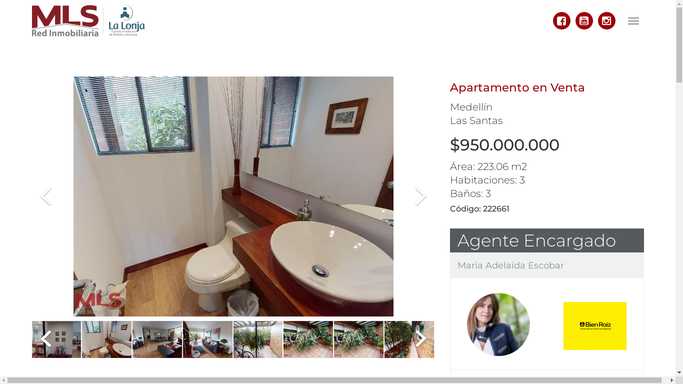 MLS
Red Inmobiliaria
La Lonja
Apartamento en Venta
Medellín
Las Santas
$950.000.000
Área: 223.06 m2
Habitaciones: 3
Baños: 3
Código: 222661
Agente Encargado
Maria Adelaida Escobar
MLS
Bien Raiz